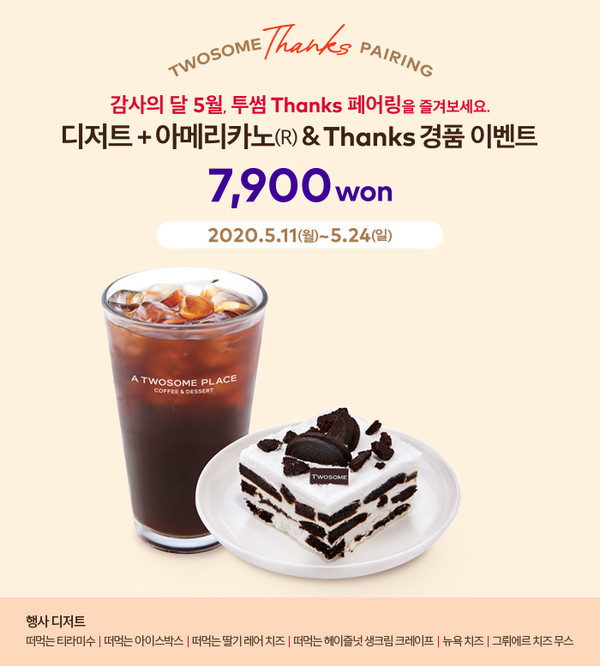 TWOSOME Thanks PAIRING
감사의 달 5월, 투썸 Thanks 페어링을 즐겨보세요.
디저트 + 아메리카노(R) & Thanks 경품 이벤트
7,900 won
2020.5.11(월)~5.24(일)
A TWOSOME PLACE
COFFEE & DESSERT
TWOSOME
행사 디저트
떠먹는 티라미수 | 떠먹는 아이스박스 | 떠먹는 딸기 레어 치즈 | 떠먹는 헤이즐넛 생크림 크레이프 | 뉴욕 치즈 | 그뤼에르 치즈 무스